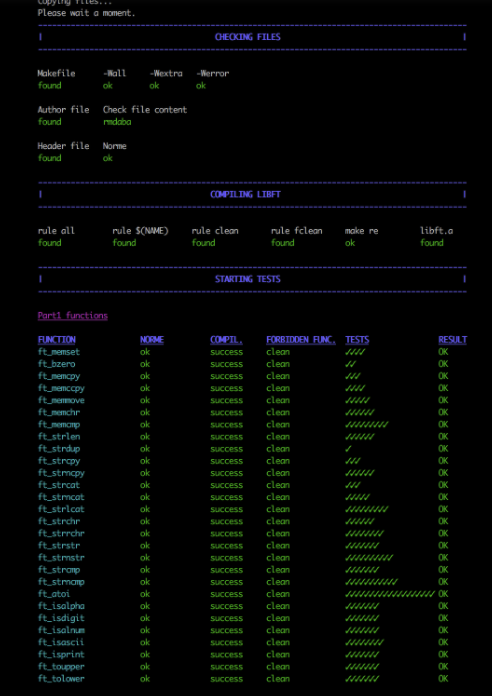 Copying files...
Please wait a moment.
CHECKING FILES
Makefile -Wall -Wextra -Werror
found ok ok ok
Author file Check file content
found rmdaba
Header file Norme
found ok
COMPILING LIBFT
rule all rule $(NAME) rule clean rule fclean make re libft.a
found found found found ok found
STARTING TESTS
Part1 functions
FUNCTION NORME COMPIL. FORBIDDEN FUNC. TESTS RESULT
ft_memset ok success clean ✓✓✓✓ OK
ft_bzero ok success clean ✓✓ OK
ft_memcpy ok success clean ✓✓✓ OK
ft_memccpy ok success clean ✓✓✓✓ OK
ft_memmove ok success clean ✓✓✓✓✓ OK
ft_memchr ok success clean ✓✓✓✓✓✓ OK
ft_memcmp ok success clean ✓✓✓✓✓✓✓✓✓ OK
ft_strlen ok success clean ✓✓✓✓✓✓ OK
ft_strdup ok success clean ✓ OK
ft_strcpy ok success clean ✓✓✓ OK
ft_strncpy ok success clean ✓✓✓✓✓✓ OK
ft_strcat ok success clean ✓✓✓ OK
ft_strncat ok success clean ✓✓✓✓✓ OK
ft_strlcat ok success clean ✓✓✓✓✓✓✓✓✓ OK
ft_strchr ok success clean ✓✓✓✓✓✓ OK
ft_strrchr ok success clean ✓✓✓✓✓✓✓✓ OK
ft_strstr ok success clean ✓✓✓✓✓✓✓ OK
ft_strnstr ok success clean ✓✓✓✓✓✓✓✓✓✓ OK
ft_strcmp ok success clean ✓✓✓✓✓✓✓ OK
ft_strncmp ok success clean ✓✓✓✓✓✓✓✓✓✓✓ OK
ft_atoi ok success clean ✓✓✓✓✓✓✓✓✓✓✓✓✓✓✓✓✓✓✓ OK
ft_isalpha ok success clean ✓✓✓✓✓✓✓ OK
ft_isdigit ok success clean ✓✓✓✓✓✓✓ OK
ft_isalnum ok success clean ✓✓✓✓✓✓✓ OK
ft_isascii ok success clean ✓✓✓✓✓✓✓✓ OK
ft_isprint ok success clean ✓✓✓✓✓✓✓ OK
ft_toupper ok success clean ✓✓✓✓✓✓✓ OK
ft_tolower ok success clean ✓✓✓✓✓✓✓ OK